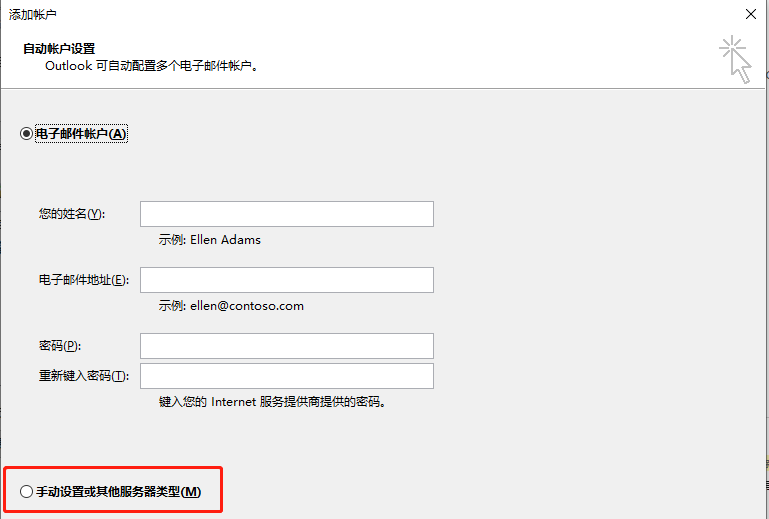 添加帐户
自动帐户设置
Outlook 可自动配置多个电子邮件帐户。
电子邮件帐户(A)
您的姓名(Y):
示例: Ellen Adams
电子邮件地址(E):
示例: ellen@contoso.com
密码(P):
重新键入密码(T):
键入您的 Internet 服务提供商提供的密码。
手动设置或其他服务器类型(M)